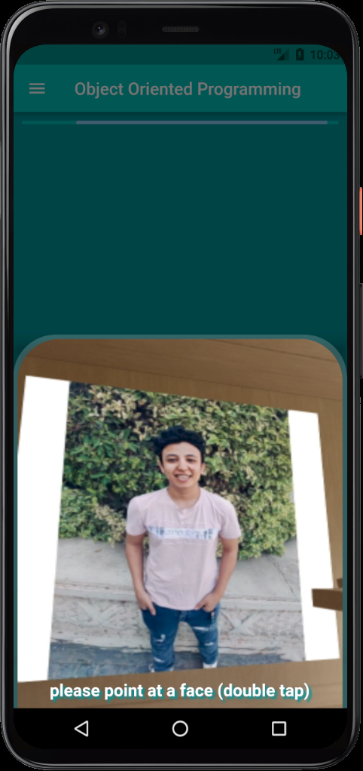 Object Oriented Programming
please point at a face (double tap)